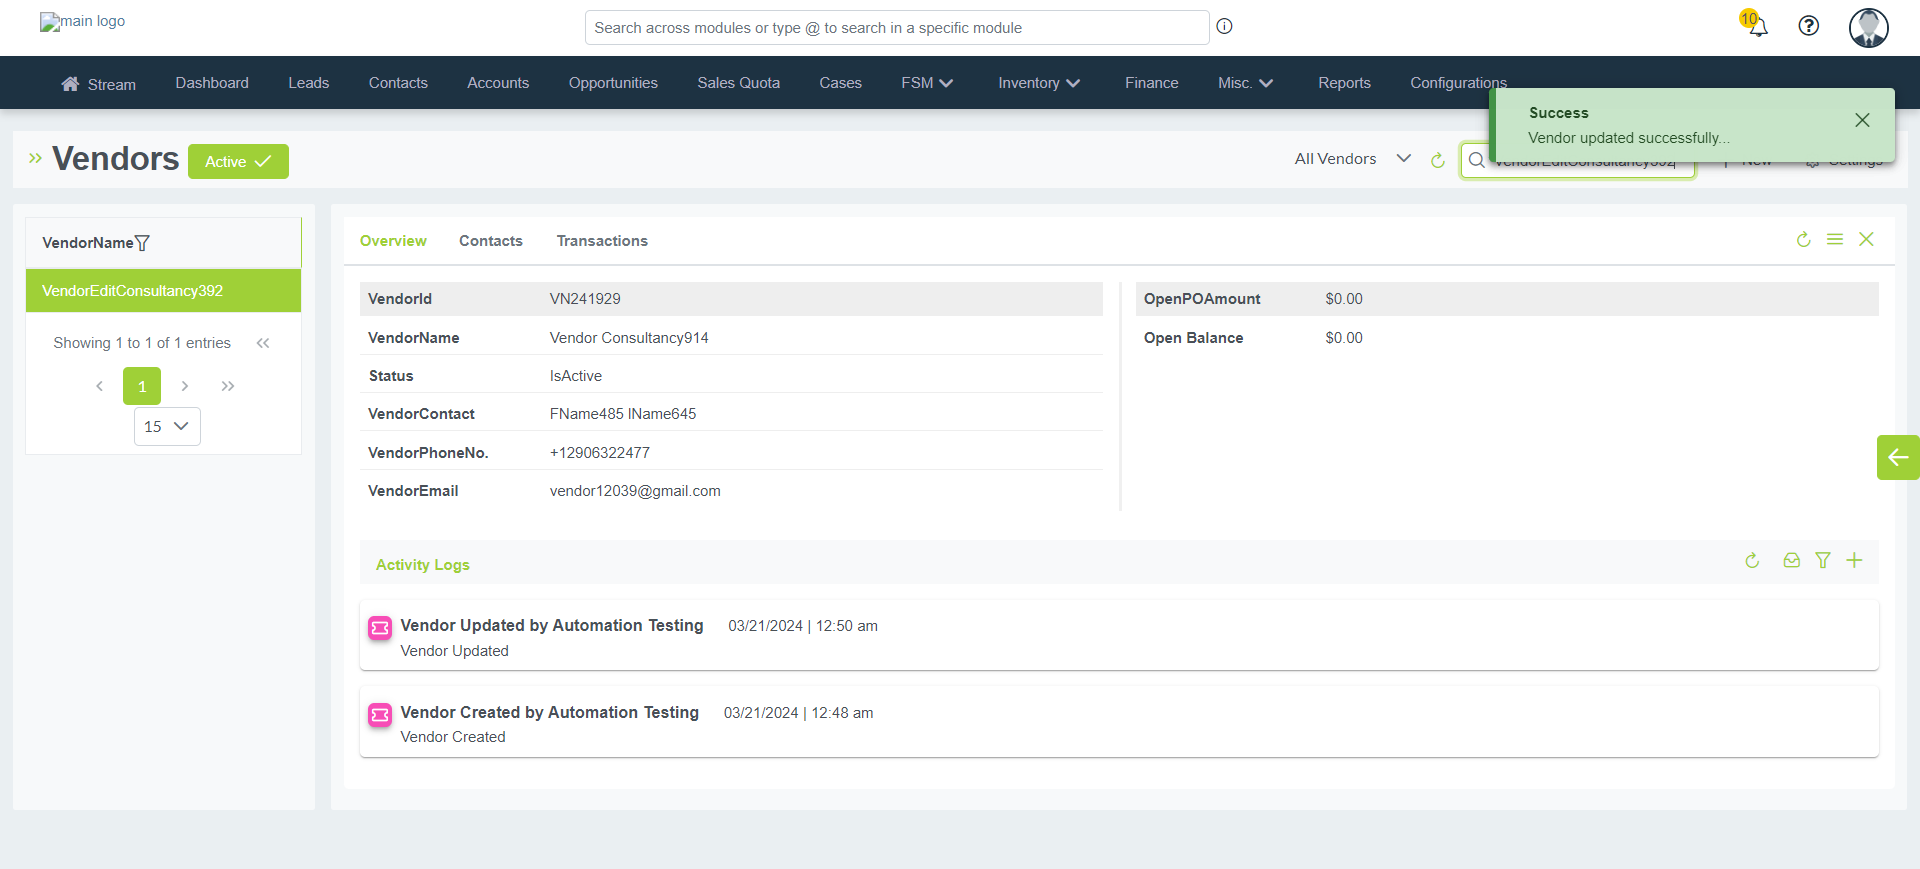 main logo
Search across modules or type @ to search in a specific module
10
Stream
Dashboard
Leads
Contacts
Accounts
Opportunities
Sales Quota
Cases
FSM
Inventory
Finance
Misc.
Reports
Configurations
Success
Vendor updated successfully...
Vendors
Active
All Vendors
VendorEditConsultancy392
New
Settings
VendorName
VendorEditConsultancy392
Showing 1 to 1 of 1 entries
1
15
Overview
Contacts
Transactions
VendorId VN241929
VendorName Vendor Consultancy914
Status IsActive
VendorContact FName485 lName645
VendorPhoneNo. +12906322477
VendorEmail vendor12039@gmail.com
OpenPOAmount $0.00
Open Balance $0.00
Activity Logs
Vendor Updated by Automation Testing 03/21/2024 | 12:50 am
Vendor Updated
Vendor Created by Automation Testing 03/21/2024 | 12:48 am
Vendor Created